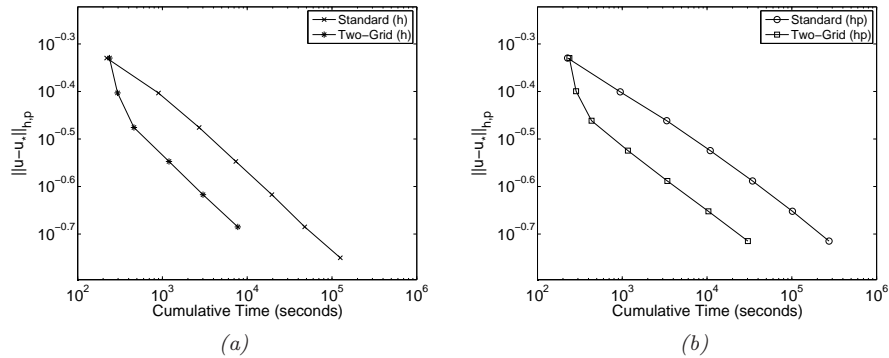 Standard (h)
Two-Grid (h)
10^−0.3
10^−0.4
10^−0.5
10^−0.6
10^−0.7
||u−u_*||_h,p
10^2
10^3
10^4
10^5
10^6
Cumulative Time (seconds)
(a)
Standard (hp)
Two-Grid (hp)
10^−0.3
10^−0.4
10^−0.5
10^−0.6
10^−0.7
||u−u_*||_h,p
10^2
10^3
10^4
10^5
10^6
Cumulative Time (seconds)
(b)